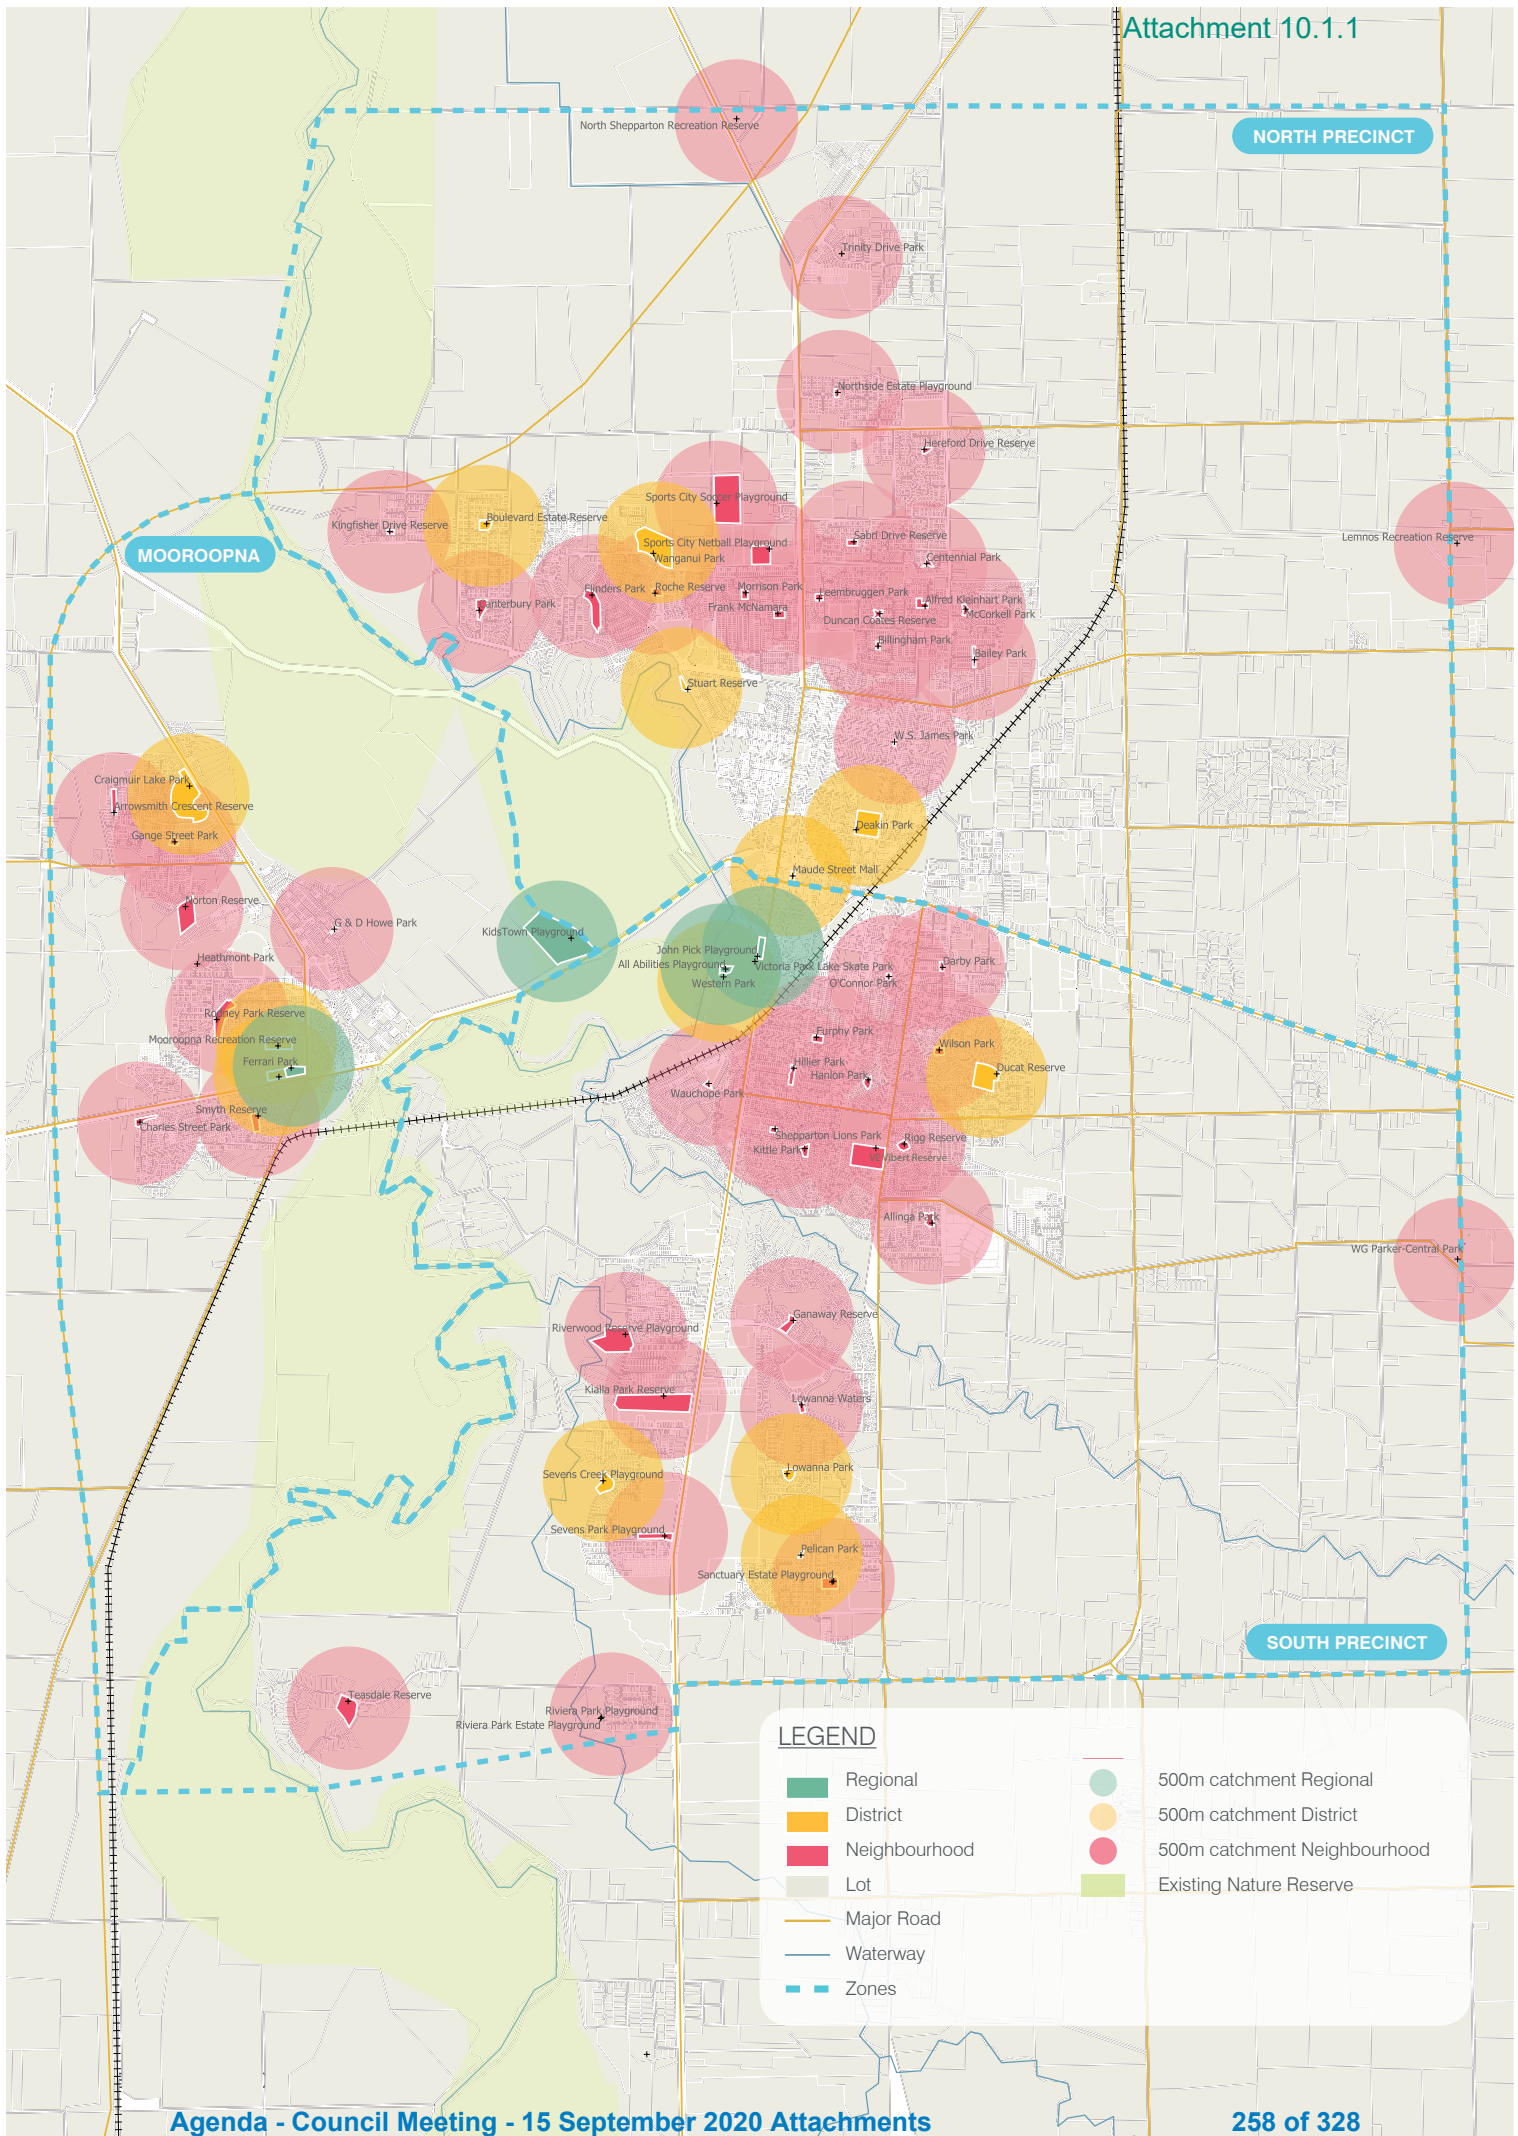 Attachment 10.1.1
North Shepparton Recreation Reserve
NORTH PRECINCT
Trinity Drive Park
Northside Estate Playground
Hereford Drive Reserve
Sports City Soccer Playground
Kingfisher Drive Reserve
Boulevard Estate Reserve
Sabri Drive Reserve
Lemnos Recreation Reserve
Sports City Netball Playground
MOOROOPNA
Wanganui Park
Centennial Park
Flinders Park
Roche Reserve
Morrison Park
Leembruggen Park
Canterbury Park
Alfred Kleinhart Park
Frank McNamara
McCorkell Park
Duncan Coates Reserve
Billingham Park
Bailey Park
Stuart Reserve
W.S. James Park
Craigmuir Lake Park
Arrowsmith Crescent Reserve
Deakin Park
Gange Street Park
Maude Street Mall
Norton Reserve
G & D Howe Park
KidsTown Playground
John Pick Playground
Heathmont Park
All Abilities Playground
Victoria Park Lake Skate Park
Darby Park
Western Park
O'Connor Park
Rodney Park Reserve
Furphy Park
Mooroopna Recreation Reserve
Wilson Park
Ferrari Park
Hillier Park
Ducat Reserve
Hanlon Park
Wauchope Park
Smyth Reserve
Charles Street Park
Shepparton Lions Park
Rigg Reserve
Kittle Park
Vibert Reserve
Allinga Park
WG Parker-Central Park
Ganaway Reserve
Riverwood Reserve Playground
Kialla Park Reserve
Lowanna Waters
Sevens Creek Playground
Lowanna Park
Sevens Park Playground
Pelican Park
Sanctuary Estate Playground
SOUTH PRECINCT
Teasdale Reserve
Riviera Park Playground
Riviera Park Estate Playground
LEGEND
Regional
District
Neighbourhood
Lot
Major Road
Waterway
Zones
500m catchment Regional
500m catchment District
500m catchment Neighbourhood
Existing Nature Reserve
Agenda - Council Meeting - 15 September 2020 Attachments
258 of 328